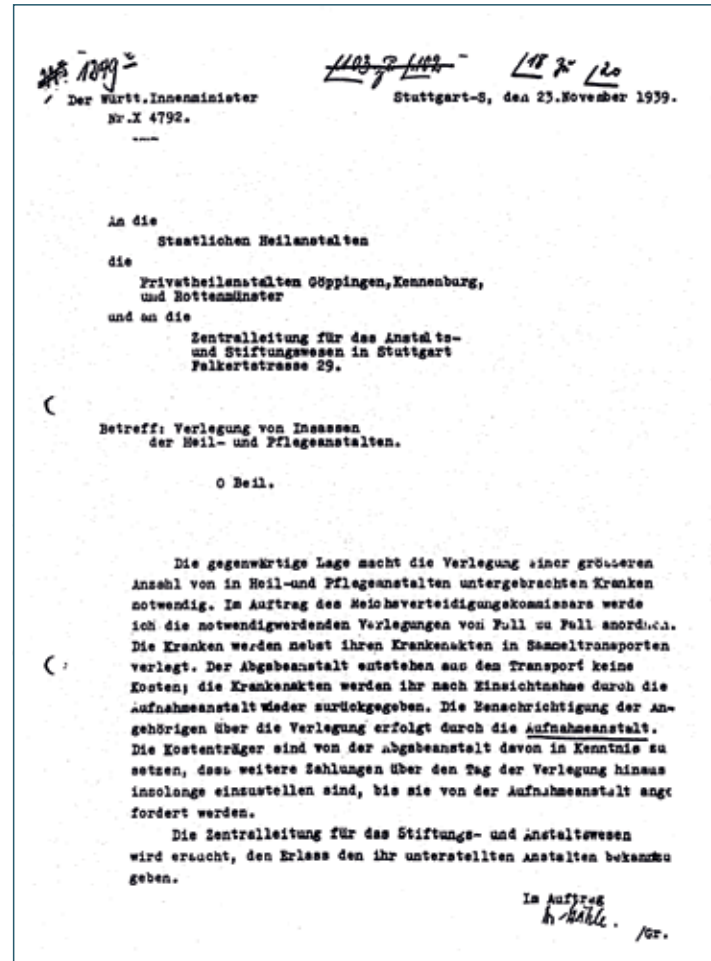 1849
1103 z. 1102 18 zu 20
Der Württ.Innenminister Stuttgart-S, den 23.November 1939.
Nr.X 4792.
An die
Staatlichen Heilanstalten
die
Privatheilanstalten Göppingen,Kennenburg,
und Rottenmünster
und an die
Zentralleitung für das Anstalts-
und Stiftungswesen in Stuttgart
Falkertstrasse 29.
Betreff: Verlegung von Insassen
der Heil- und Pflegeanstalten.
0 Beil.
Die gegenwärtige Lage macht die Verlegung einer grösseren
Anzahl von in Heil-und Pflegeanstalten untergebrachten Kranken
notwendig. Im Auftrag des Reichsverteidigungskommissars werde
ich die notwendigwerdenden Verlegungen von Fall zu Fall anordnen.
Die Kranken werden nebst ihren Krankenakten in Sammeltransporten
verlegt. Der Abgabeanstalt entstehen aus dem Transport keine
Kosten; die Krankenakten werden ihr nach Einsichtnahme durch die
Aufnahmeanstalt wieder zurückgegeben. Die Benachrichtigung der An-
gehörigen über die Verlegung erfolgt durch die Aufnahmeanstalt.
Die Kostenträger sind von der Abgabeanstalt davon in Kenntnis zu
setzen, dass weitere Zahlungen über den Tag der Verlegung hinaus
insolange einzustellen sind, bis sie von der Aufnahmeanstalt ange
fordert werden.
Die Zentralleitung für das Stiftungs- und Anstaltswesen
wird ersucht, den Erlass den ihr unterstellten Anstalten bekanntzu
geben.
Im Auftrag
/Gr.